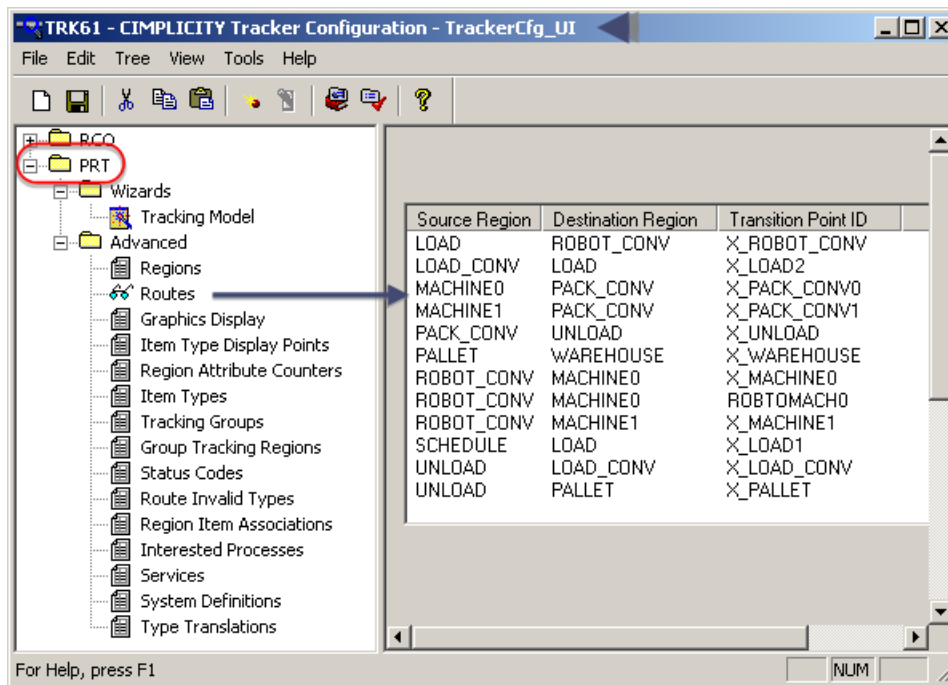 TRK61 - CIMPLICITY Tracker Configuration - TrackerCfg_UI
File Edit Tree View Tools Help
RCO
PRT
Wizards
Tracking Model
Advanced
Regions
Routes
Graphics Display
Item Type Display Points
Region Attribute Counters
Item Types
Tracking Groups
Group Tracking Regions
Status Codes
Route Invalid Types
Region Item Associations
Interested Processes
Services
System Definitions
Type Translations
Source Region Destination Region Transition Point ID
LOAD ROBOT_CONV X_ROBOT_CONV
LOAD_CONV LOAD X_LOAD2
MACHINE0 PACK_CONV X_PACK_CONV0
MACHINE1 PACK_CONV X_PACK_CONV1
PACK_CONV UNLOAD X_UNLOAD
PALLET WAREHOUSE X_WAREHOUSE
ROBOT_CONV MACHINE0 X_MACHINE0
ROBOT_CONV MACHINE0 ROBTOMACH0
ROBOT_CONV MACHINE1 X_MACHINE1
SCHEDULE LOAD X_LOAD1
UNLOAD LOAD_CONV X_LOAD_CONV
UNLOAD PALLET X_PALLET
For Help, press F1
NUM